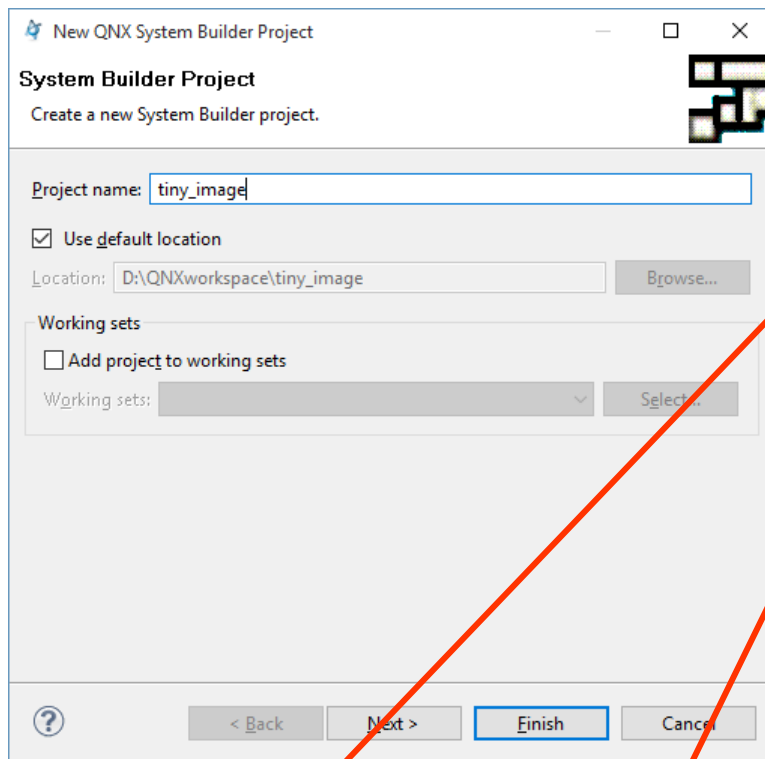 New QNX System Builder Project
System Builder Project
Create a new System Builder project.
Project name: tiny_image
Use default location
Location: D:\QNXworkspace\tiny_image Browse...
Working sets
Add project to working sets
Working sets: Select...
? < Back Next > Finish Cancel